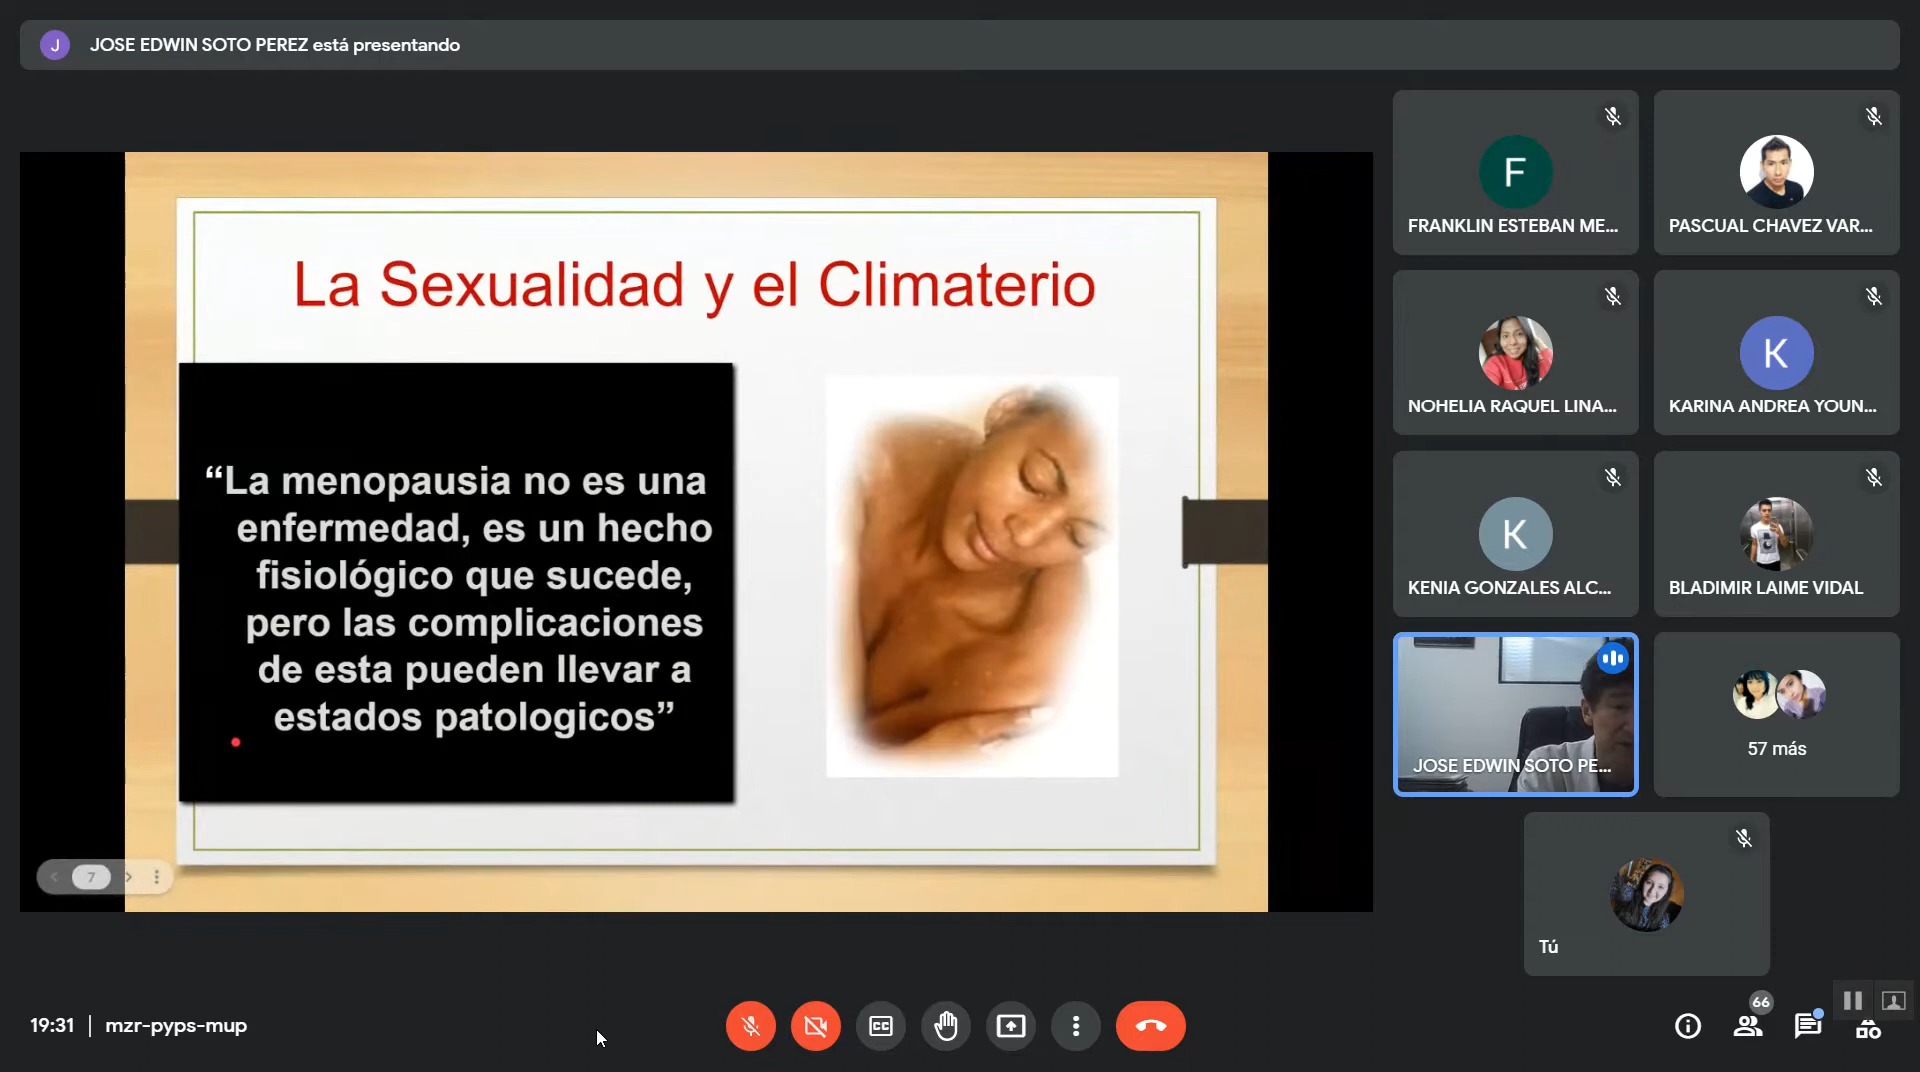 J JOSE EDWIN SOTO PEREZ está presentando
La Sexualidad y el Climaterio
“La menopausia no es una
enfermedad, es un hecho
fisiológico que sucede,
pero las complicaciones
de esta pueden llevar a
estados patologicos”
7
F
FRANKLIN ESTEBAN ME...
PASCUAL CHAVEZ VAR...
NOHELIA RAQUEL LINA...
K
KARINA ANDREA YOUN...
K
KENIA GONZALES ALC...
BLADIMIR LAIME VIDAL
JOSE EDWIN SOTO PE...
57 más
Tú
19:31 | mzr-pyps-mup
CC
66